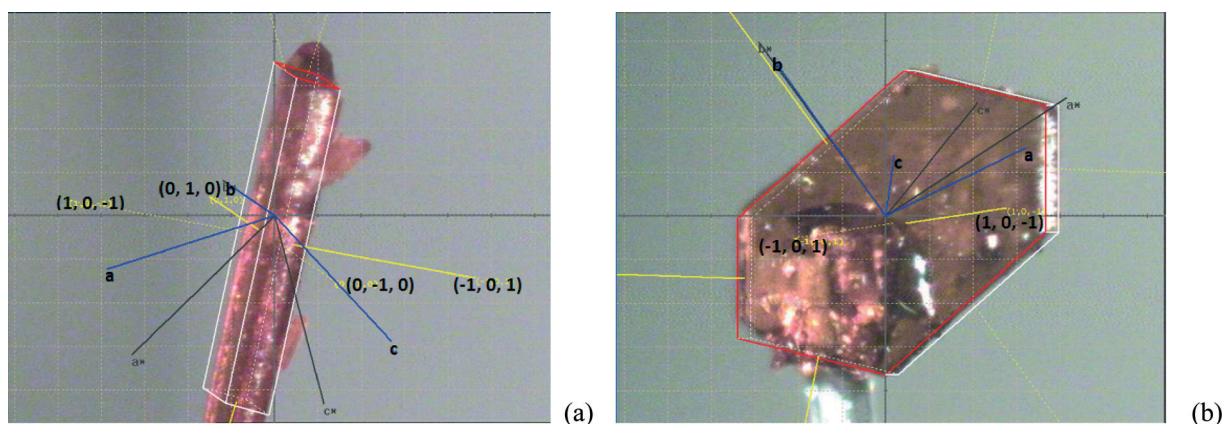 (0, 1, 0)
b
(1, 0, -1)
a
a*
c*
(0, -1, 0)
(-1, 0, 1)
c
(a)
b*
b
c*
a*
c
a
(1, 0, -1)
(-1, 0, 1)
(b)